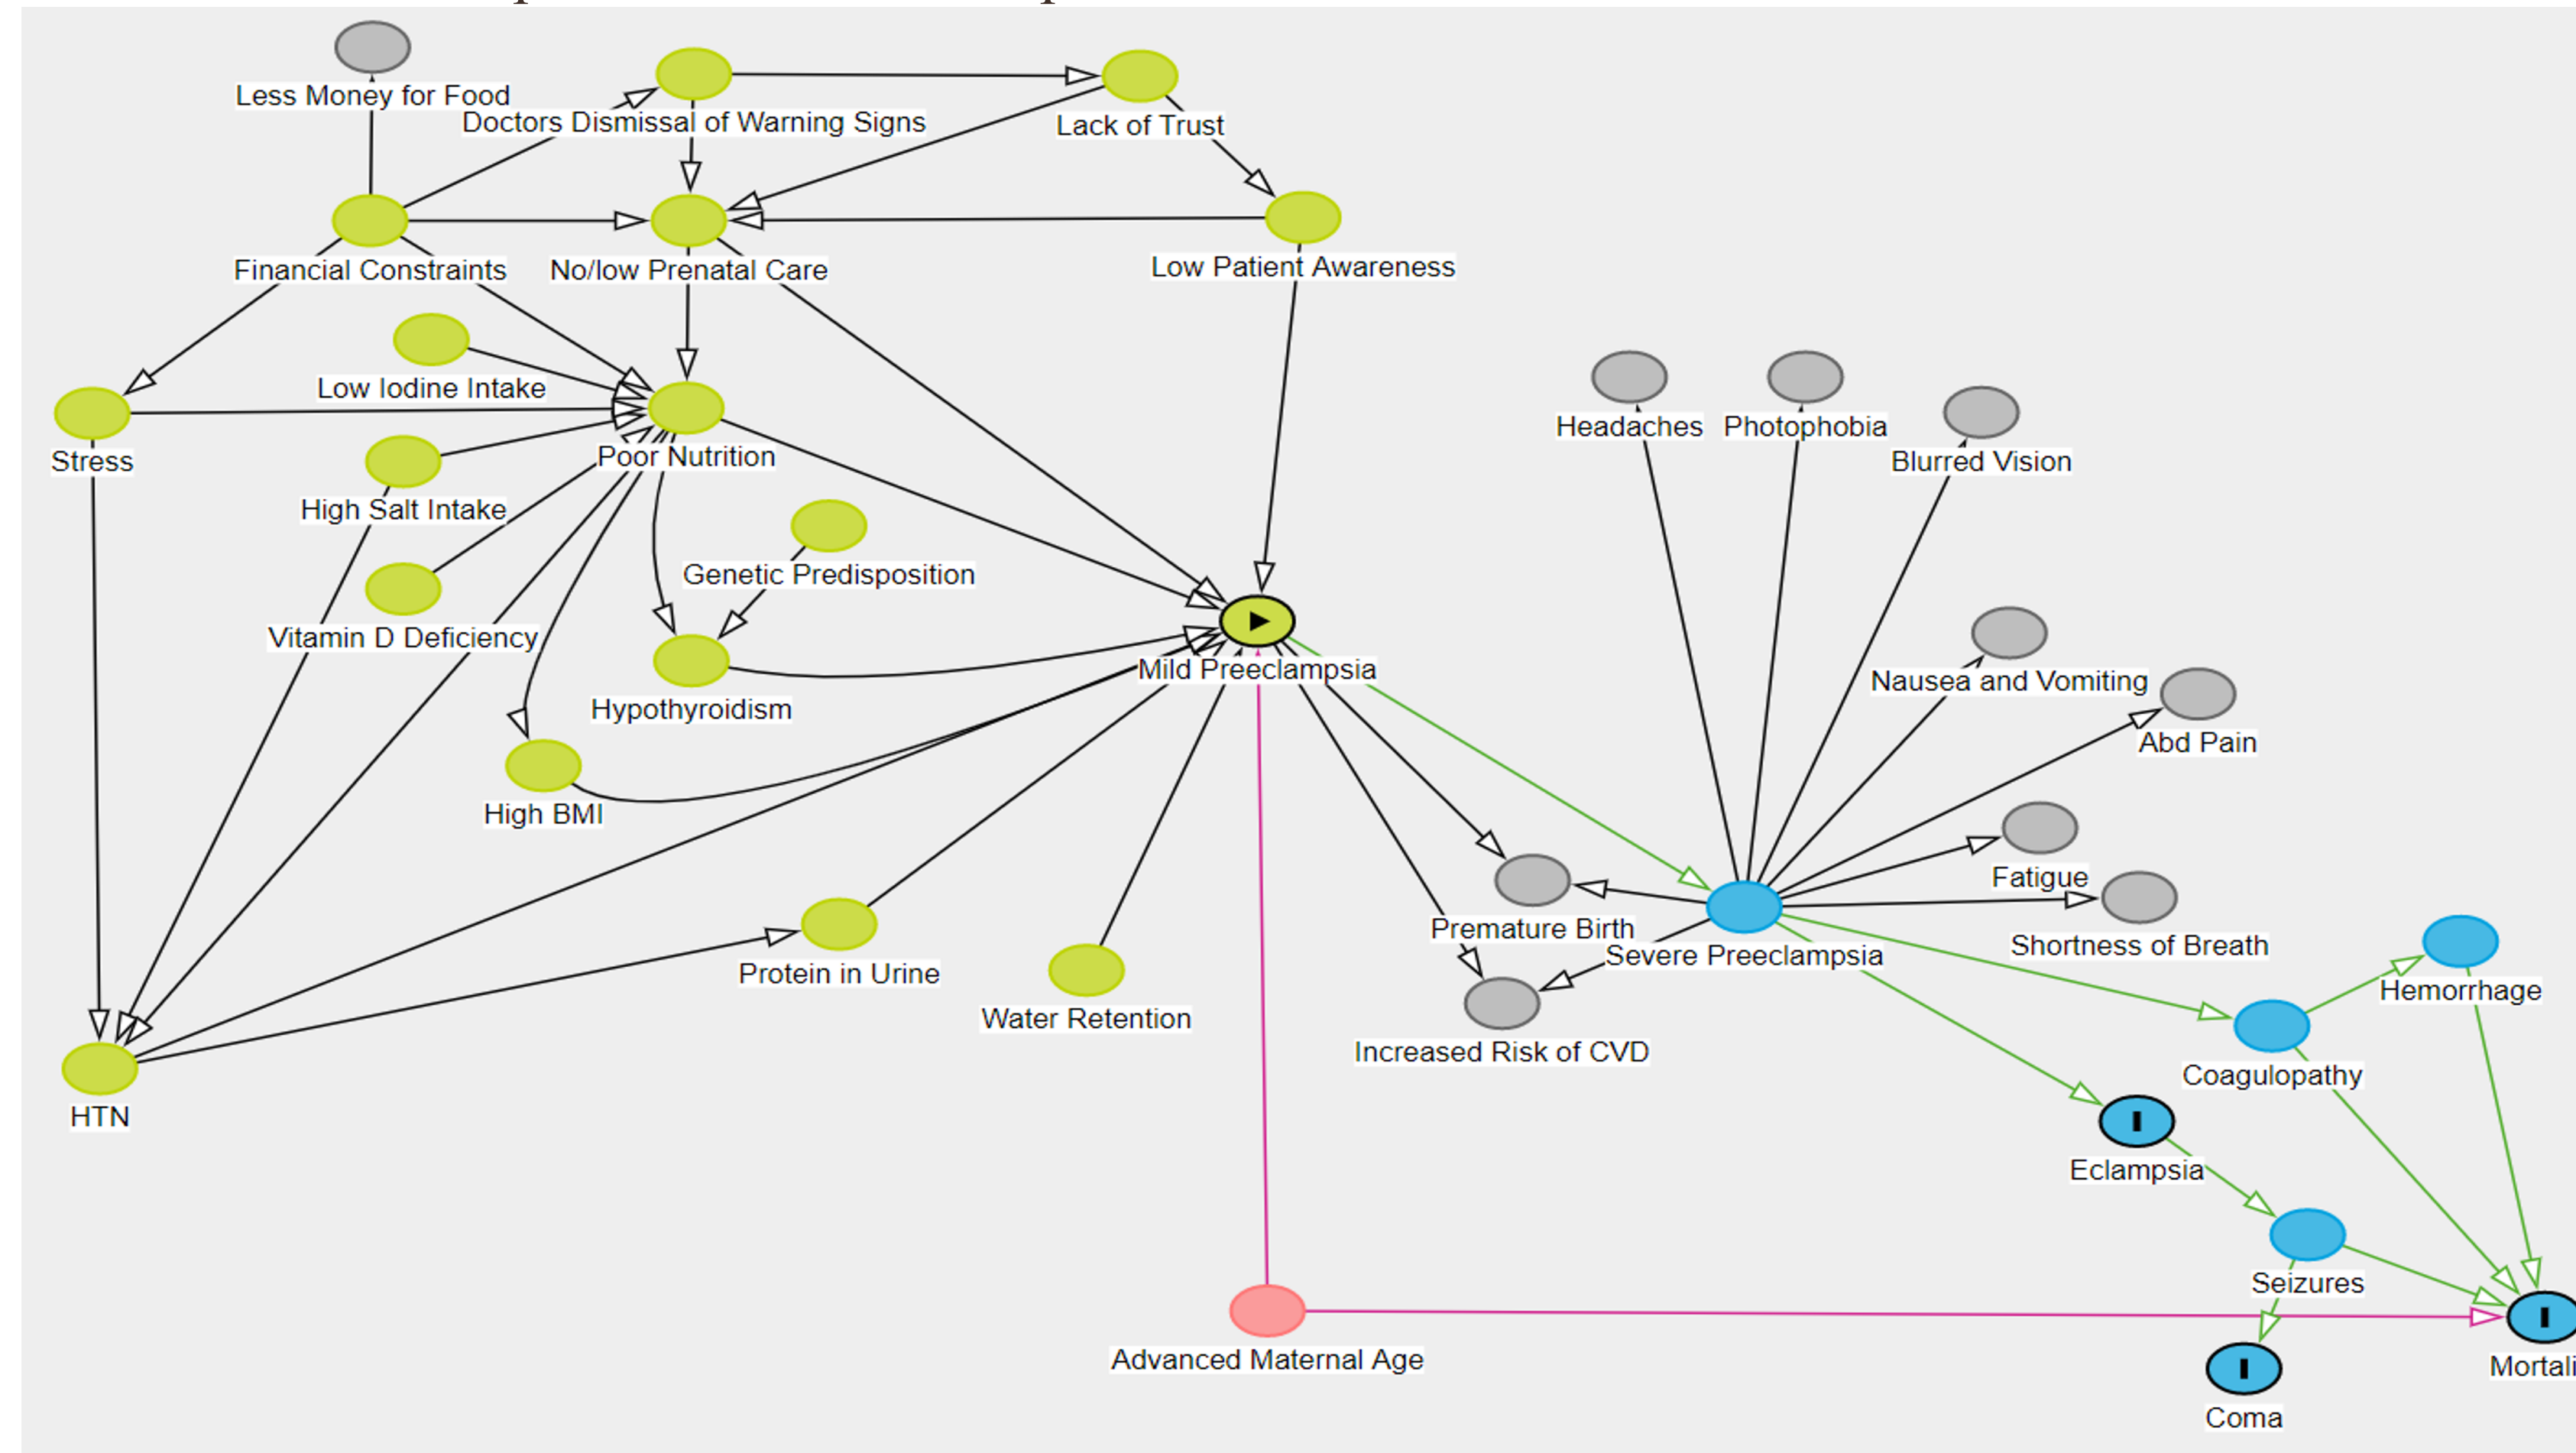 Less Money for Food
Doctors Dismissal of Warning Signs
Lack of Trust
Financial Constraints
No/low Prenatal Care
Low Patient Awareness
Low Iodine Intake
Stress
Poor Nutrition
High Salt Intake
Genetic Predisposition
Vitamin D Deficiency
Hypothyroidism
High BMI
Mild Preeclampsia
Headaches
Photophobia
Blurred Vision
Nausea and Vomiting
Abd Pain
Fatigue
Shortness of Breath
Premature Birth
Severe Preeclampsia
Protein in Urine
Water Retention
Increased Risk of CVD
Hemorrhage
Coagulopathy
HTN
Eclampsia
Seizures
Advanced Maternal Age
Mortali
Coma